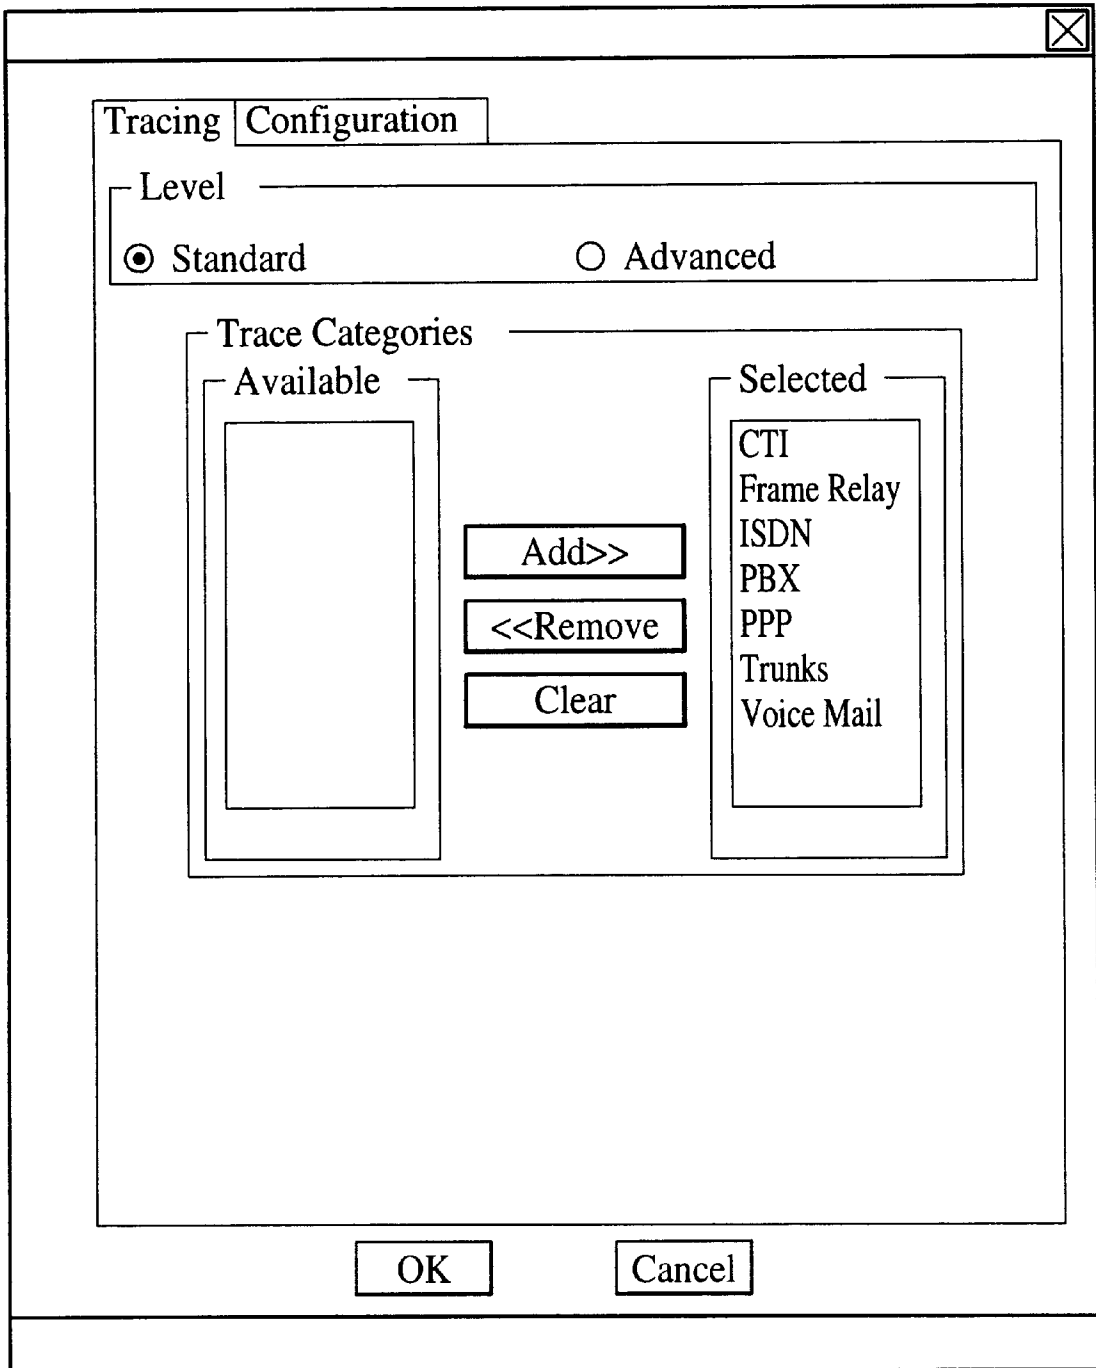 Tracing Configuration
Level
Standard Advanced
Trace Categories
Available Selected
CTI
Frame Relay
ISDN
PBX
PPP
Trunks
Voice Mail
Add>>
<<Remove
Clear
OK Cancel